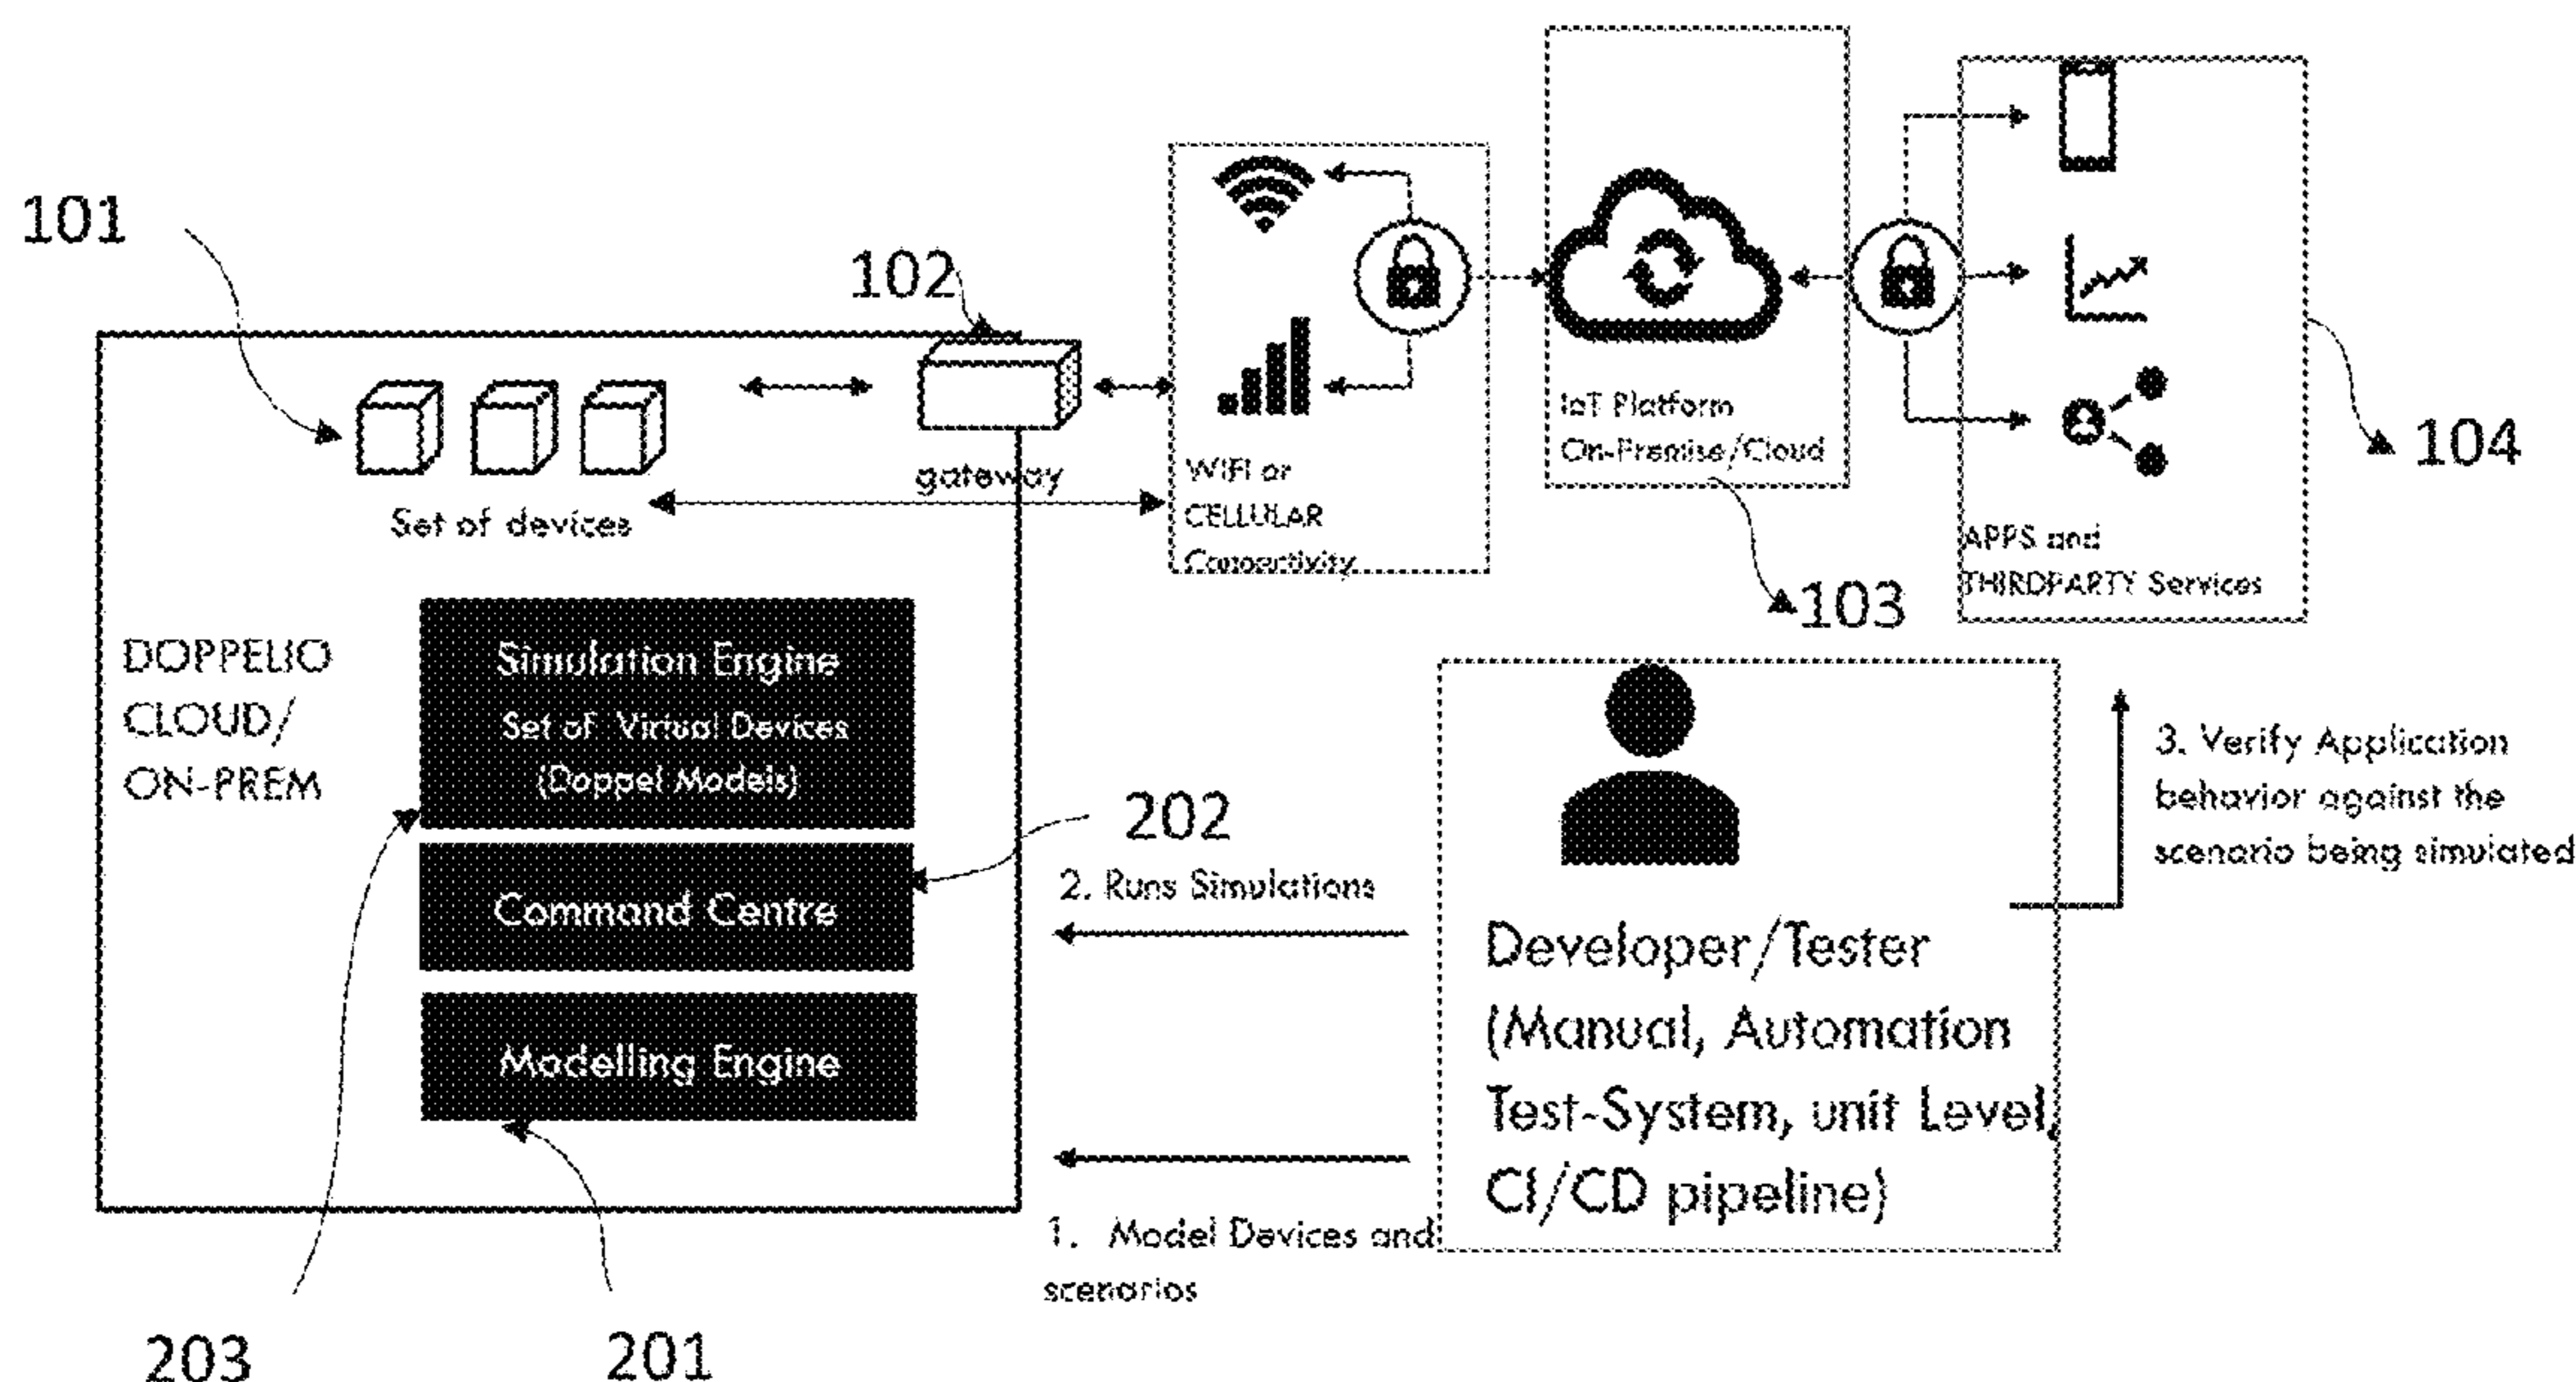 101
102
gateway
Set of devices
WIFI or
CELLULAR
Connectivity
IoT Platform
On-Premise/Cloud
103
APPS and
THIRDPARTY Services
104
DOPPELIO
CLOUD/
ON-PREM
Simulation Engine
Set of Virtual Devices
(Doppel Models)
Command Centre
Modelling Engine
202
2. Runs Simulations
1. Model Devices and
scenarios
Developer/Tester
(Manual, Automation
Test-System, unit Level,
CI/CD pipeline)
3. Verify Application
behavior against the
scenario being simulated
203
201